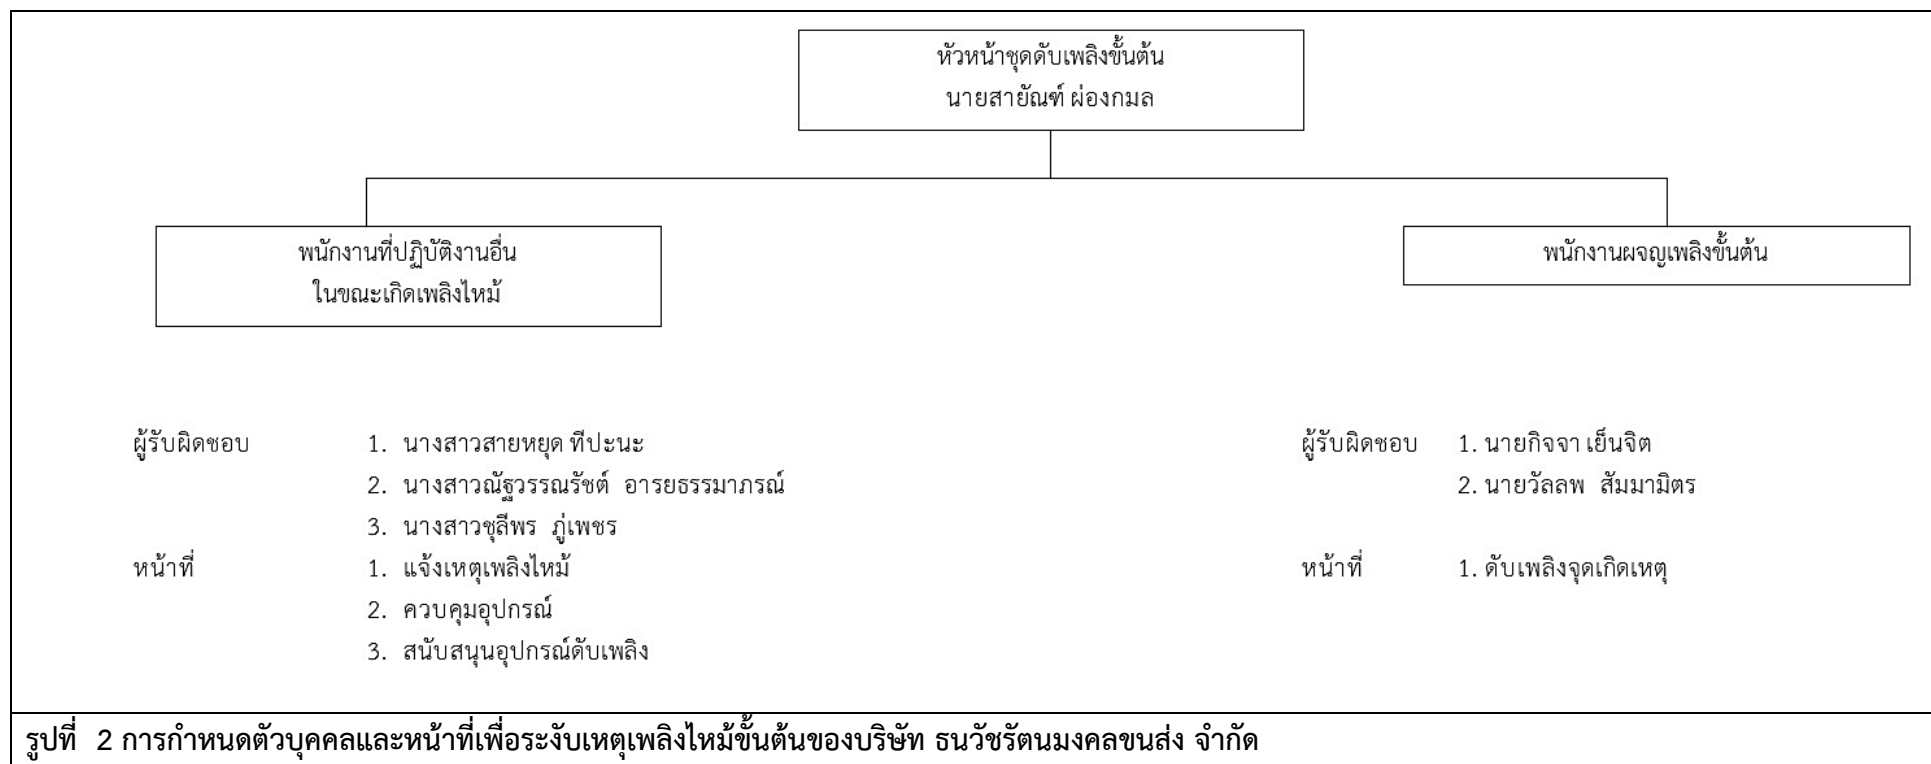 หัวหน้าชุดดับเพลิงขั้นต้น
นายสายัณฑ์ ผ่องกมล
พนักงานที่ปฏิบัติงานอื่น
ในขณะเกิดเพลิงไหม้
พนักงานผจญเพลิงขั้นต้น
ผู้รับผิดชอบ 1. นางสาวสายหยุด ทีปะนะ
2. นางสาวณัฐวรรณรัชต์ อารยธรรมาภรณ์
3. นางสาวชุลีพร ภู่เพชร
หน้าที่ 1. แจ้งเหตุเพลิงไหม้
2. ควบคุมอุปกรณ์
3. สนับสนุนอุปกรณ์ดับเพลิง
ผู้รับผิดชอบ 1. นายกิจจา เย็นจิต
2. นายวัลลพ สัมมามิตร
หน้าที่ 1. ดับเพลิงจุดเกิดเหตุ
รูปที่ 2 การกำหนดตัวบุคคลและหน้าที่เพื่อระงับเหตุเพลิงไหม้ขั้นต้นของบริษัท ธนวัชรัตนมงคลขนส่ง จำกัด